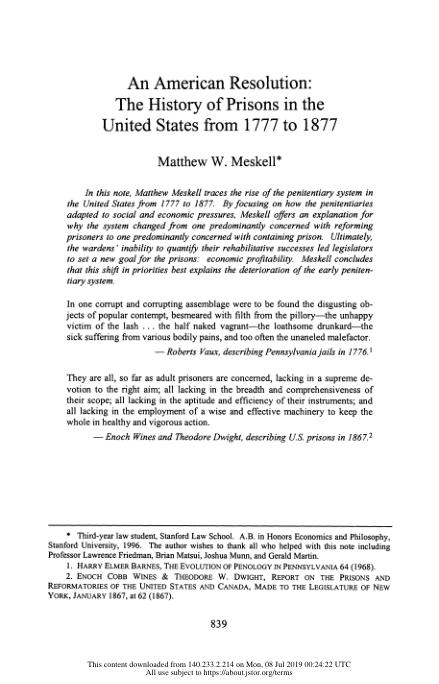 An American Resolution:
The History of Prisons in the
United States from 1777 to 1877
Matthew W. Meskell*
In this note, Matthew Meskell traces the rise of the penitentiary system in
the United States from 1777 to 1877. By focusing on how the penitentiaries
adapted to social and economic pressures, Meskell offers an explanation for
why the system changed from one predominantly concerned with reforming
prisoners to one predominantly concerned with containing prison. Ultimately,
the wardens' inability to quantify their rehabilitative successes led legislators
to set a new goal for the prisons: economic profitability. Meskell concludes
that this shift in priorities best explains the deterioration of the early peniten-
tiary system.
In one corrupt and corrupting assemblage were to be found the disgusting ob-
jects of popular contempt, besmeared with filth from the pillory—the unhappy
victim of the lash . . . the half naked vagrant—the loathsome drunkard—the
sick suffering from various bodily pains, and too often the unaneled malefactor.
— Roberts Vaux, describing Pennsylvania jails in 1776.1
They are all, so far as adult prisoners are concerned, lacking in a supreme de-
votion to the right aim; all lacking in the breadth and comprehensiveness of
their scope; all lacking in the aptitude and efficiency of their instruments; and
all lacking in the employment of a wise and effective machinery to keep the
whole in healthy and vigorous action.
— Enoch Wines and Theodore Dwight, describing U.S. prisons in 1867.2
* Third-year law student, Stanford Law School. A.B. in Honors Economics and Philosophy,
Stanford University, 1996. The author wishes to thank all who helped with this note including
Professor Lawrence Friedman, Brian Matsui, Joshua Munn, and Gerald Martin.
1. HARRY ELMER BARNES, THE EVOLUTION OF PENOLOGY IN PENNSYLVANIA 64 (1968).
2. ENOCH COBB WINES & THEODORE W. DWIGHT, REPORT ON THE PRISONS AND
REFORMATORIES OF THE UNITED STATES AND CANADA, MADE TO THE LEGISLATURE OF NEW
YORK, JANUARY 1867, at 62 (1867).
839
This content downloaded from 140.233.2.214 on Mon, 08 Jul 2019 00:24:22 UTC
All use subject to https://about.jstor.org/terms